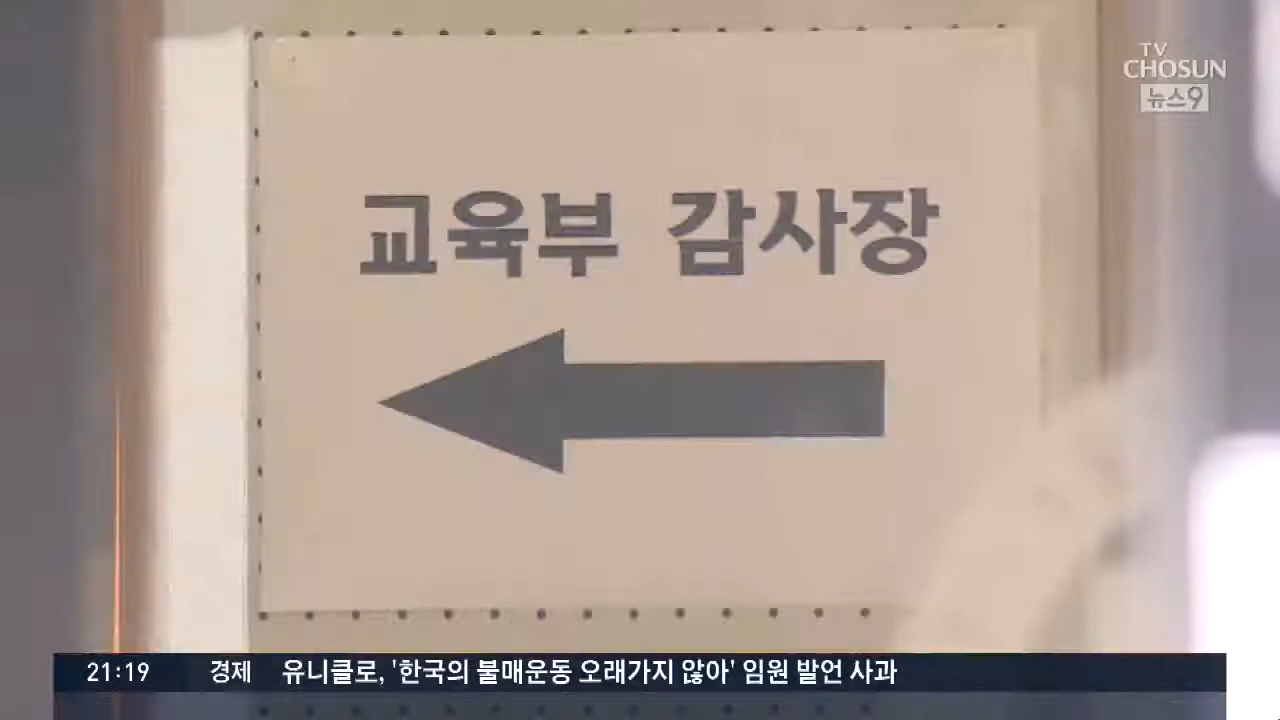 TV
CHOSUN
뉴스9
교육부 감사장
21:19 경제 유니클로, '한국의 불매운동 오래가지 않아' 임원 발언 사과